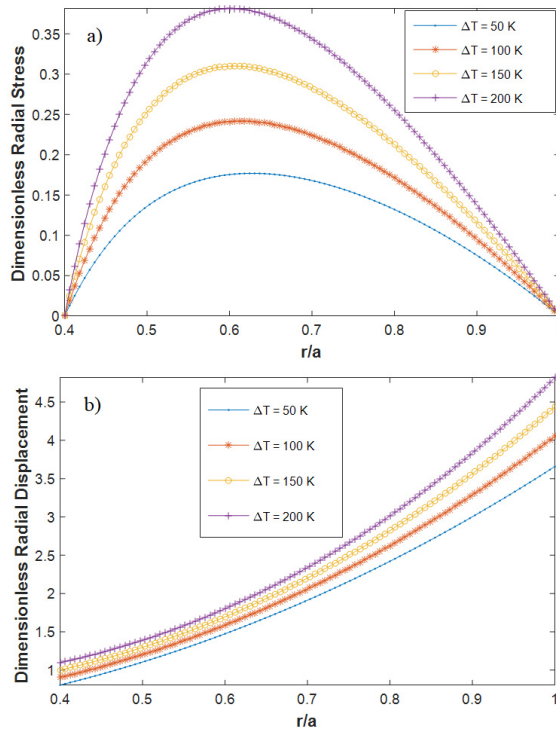 a)
ΔT = 50 K
ΔT = 100 K
ΔT = 150 K
ΔT = 200 K
Dimensionless Radial Stress
0.35
0.3
0.25
0.2
0.15
0.1
0.05
0
0.4
0.5
0.6
0.7
0.8
0.9
r/a
b)
ΔT = 50 K
ΔT = 100 K
ΔT = 150 K
ΔT = 200 K
Dimensionless Radial Displacement
4.5
4
3.5
3
2.5
2
1.5
1
0.4
0.5
0.6
0.7
0.8
0.9
1
r/a